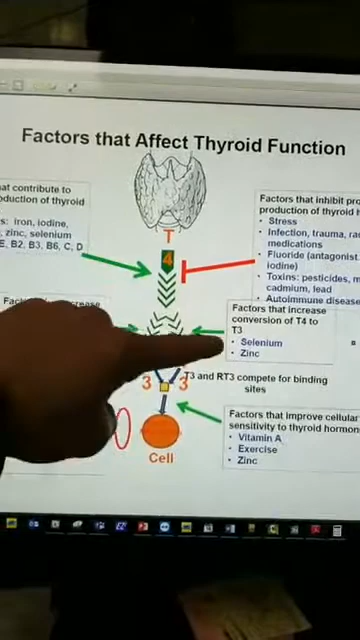 Factors that Affect Thyroid Function
that contribute to
production of thyroid
iron, iodine,
zinc, selenium
E, B2, B3, B6, C, D
T
4
Factors that inhibit
production of thyroid
• Stress
• Infection, trauma,
medications
• Fluoride (antagonist
iodine)
• Toxins: pesticides,
cadmium, lead
• Autoimmune disease
Factors that increase
conversion of T4 to
T3
• Selenium
• Zinc
3 3
T3 and RT3 compete for binding
sites
Factors that improve cellular
sensitivity to thyroid
• Vitamin A
• Exercise
• Zinc
Cell